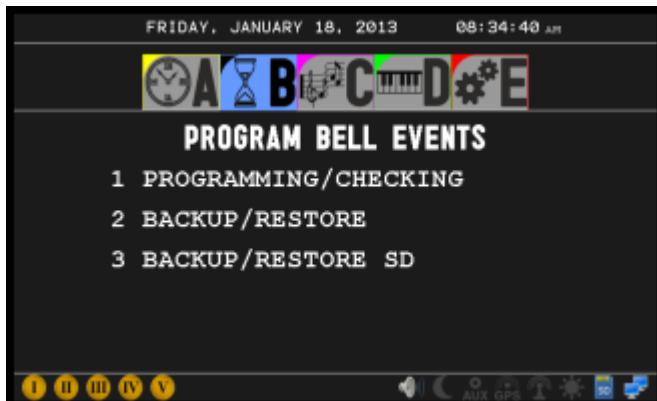 FRIDAY, JANUARY 18, 2013 08:34:40 AM
A B C D E
PROGRAM BELL EVENTS
1 PROGRAMMING/CHECKING
2 BACKUP/RESTORE
3 BACKUP/RESTORE SD
I II III IV V AUX GPS SD